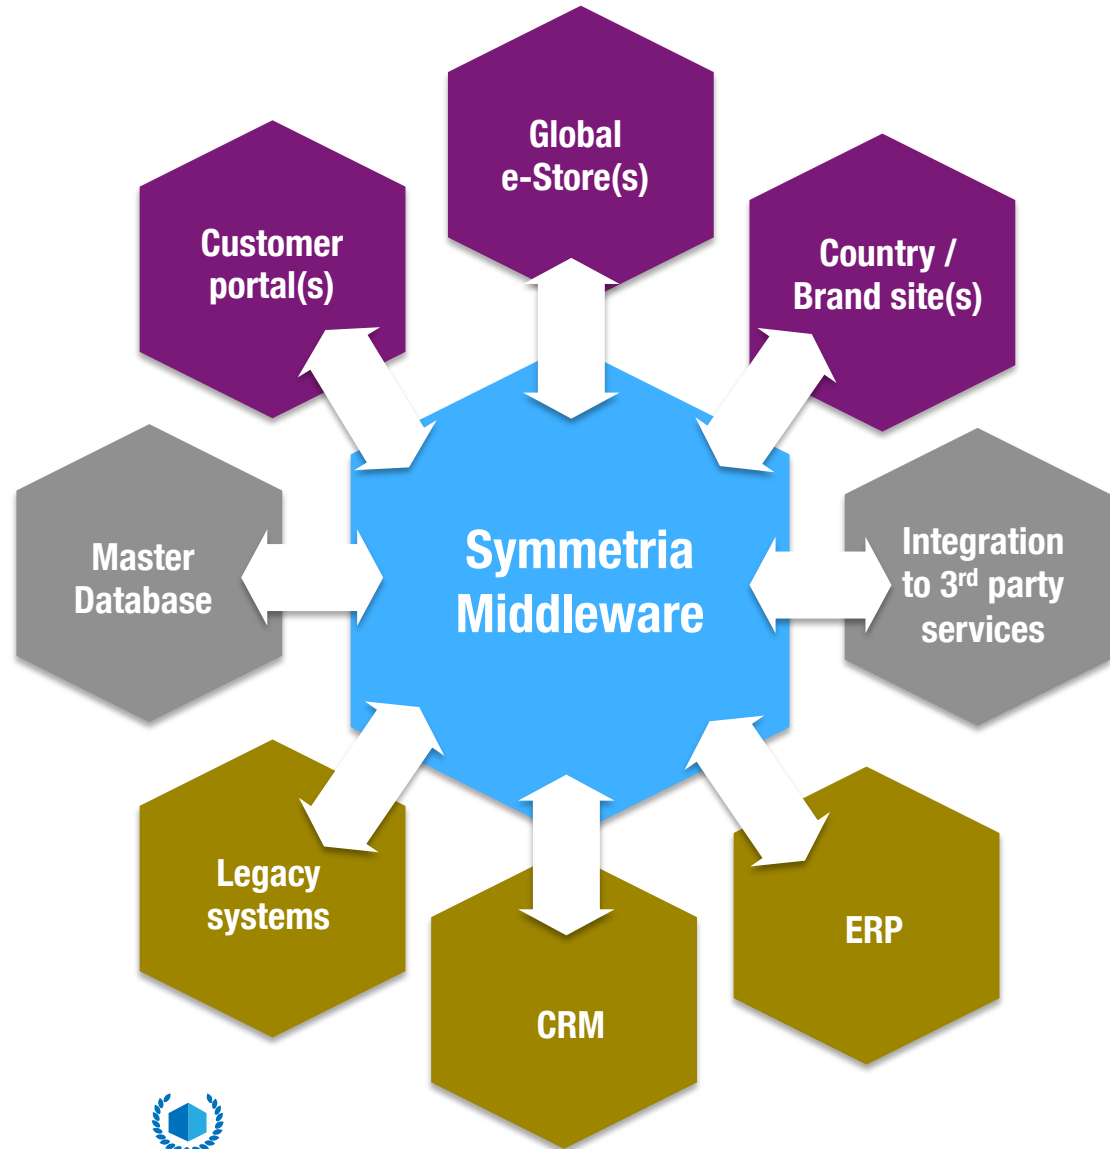 Global
e-Store(s)
Customer
portal(s)
Country /
Brand site(s)
Master
Database
Symmetria
Middleware
Integration
to 3rd party
services
Legacy
systems
ERP
CRM